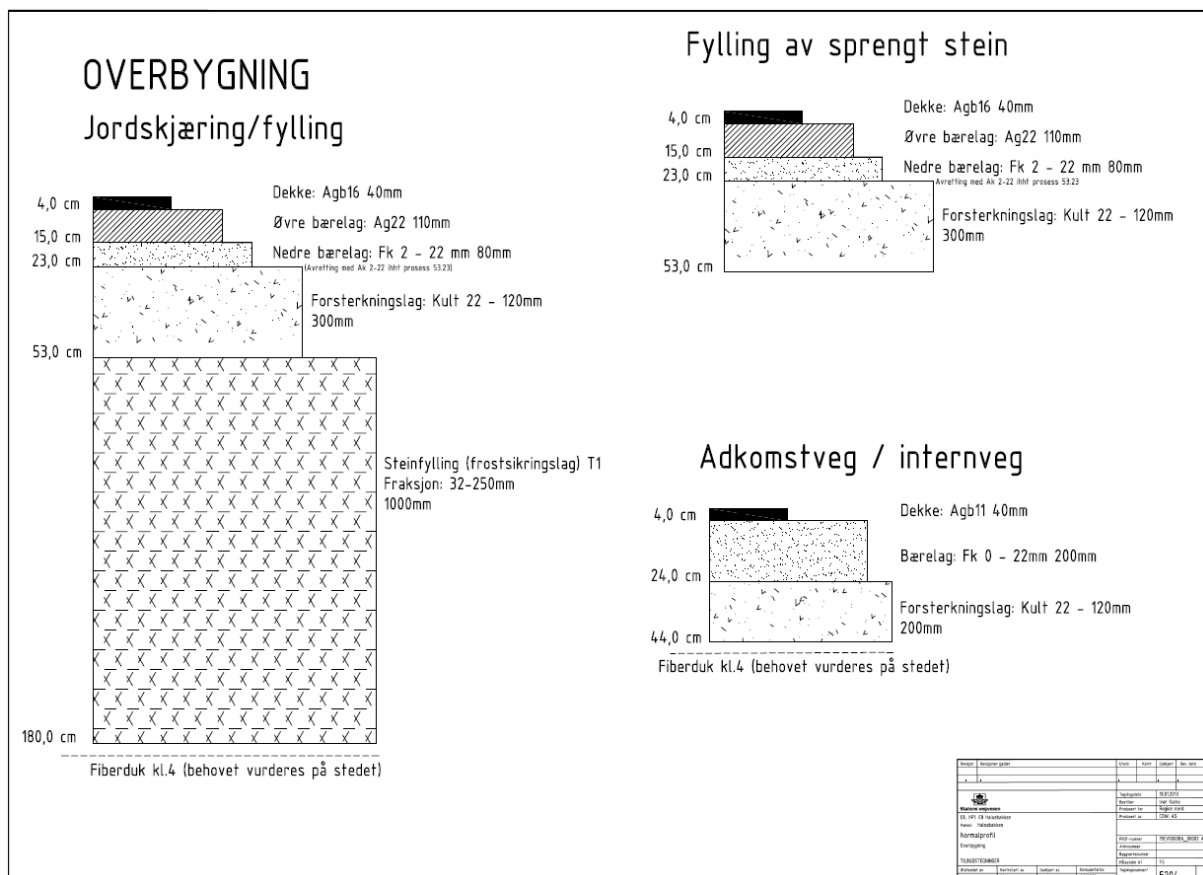 OVERBYGNING
Jordskjæring/fylling
4,0 cm
15,0 cm
23,0 cm
53,0 cm
180,0 cm
Dekke: Agb16 40mm
Øvre bærelag: Ag22 110mm
Nedre bærelag: Fk 2 - 22 mm 80mm
(Avretting med Ak 2-22 ihht prosess 53.23)
Forsterkningslag: Kult 22 - 120mm
300mm
Steinfylling (frostsikringslag) T1
Fraksjon: 32-250mm
1000mm
Fiberduk kl.4 (behovet vurderes på stedet)
Fylling av sprengt stein
4,0 cm
15,0 cm
23,0 cm
53,0 cm
Dekke: Agb16 40mm
Øvre bærelag: Ag22 110mm
Nedre bærelag: Fk 2 - 22 mm 80mm
Avretting med Ak 2-22 ihht prosess 53.23
Forsterkningslag: Kult 22 - 120mm
300mm
Adkomstveg / internveg
4,0 cm
24,0 cm
44,0 cm
Dekke: Agb11 40mm
Bærelag: Fk 0 - 22mm 200mm
Forsterkningslag: Kult 22 - 120mm
200mm
Fiberduk kl.4 (behovet vurderes på stedet)
Statens vegvesen
Normalprofil
Overbygning
TILBUDSTEGNINGER
Region nord
COWI AS